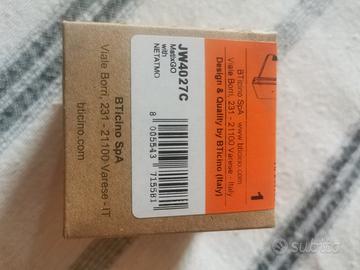 BTicino SpA
Viale Borri, 231 - 21100 Varese - IT
bticino.com
JW4027C
MatixGO
with
NETATMO
8 005543 715581
1
BTicino SpA www.bticino.com
Viale Borri, 231 - 21100 Varese - Italy
Design & Quality by BTicino (Italy)
subito